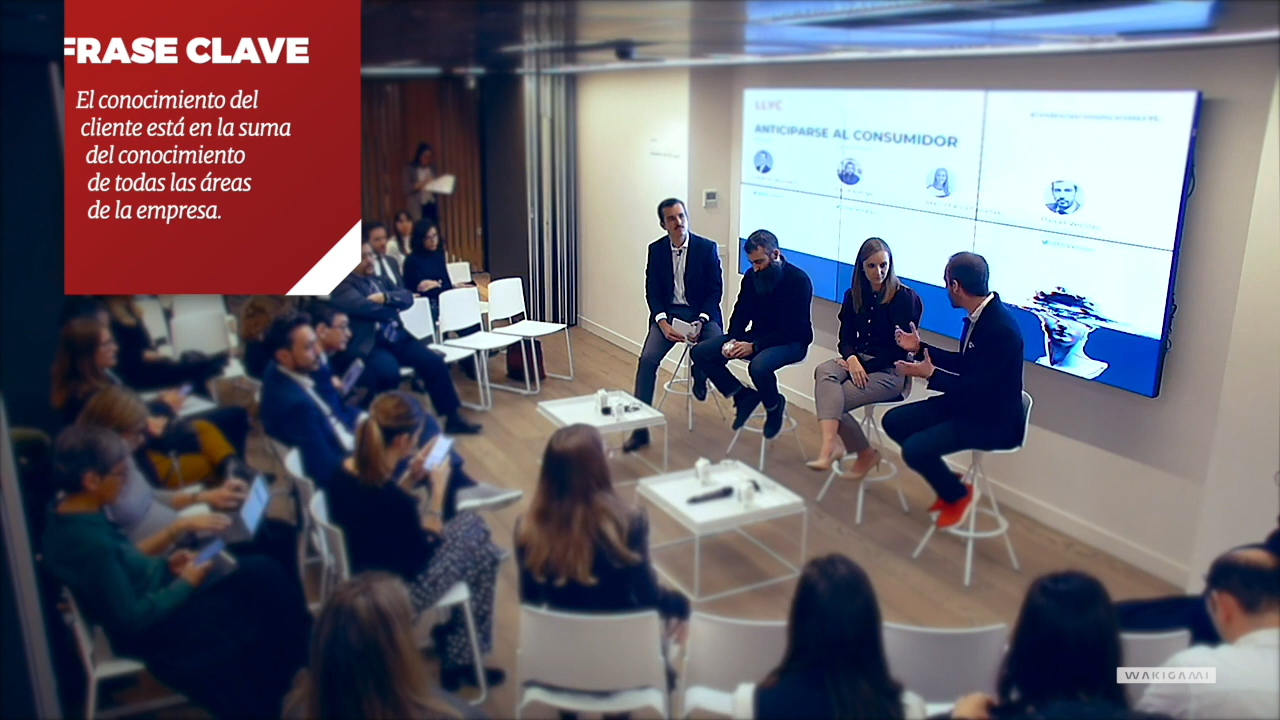 FRASE CLAVE
El conocimiento del
cliente está en la suma
del conocimiento
de todas las áreas
de la empresa.
LLYC
ANTICIPARSE AL CONSUMIDOR
WAKIGAMI